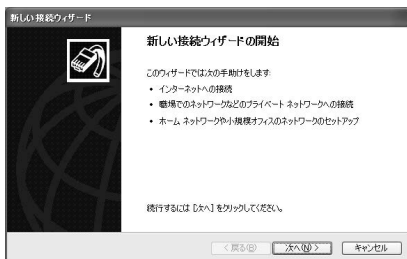 新しい接続ウィザード
新しい接続ウィザードの開始
このウィザードでは次の手助けをします:
• インターネットへの接続
• 職場でのネットワークなどのプライベート ネットワークへの接続
• ホーム ネットワークや小規模オフィスのネットワークのセットアップ
続行するには [次へ] をクリックしてください。
< 戻る(B) 次へ(N) > キャンセル